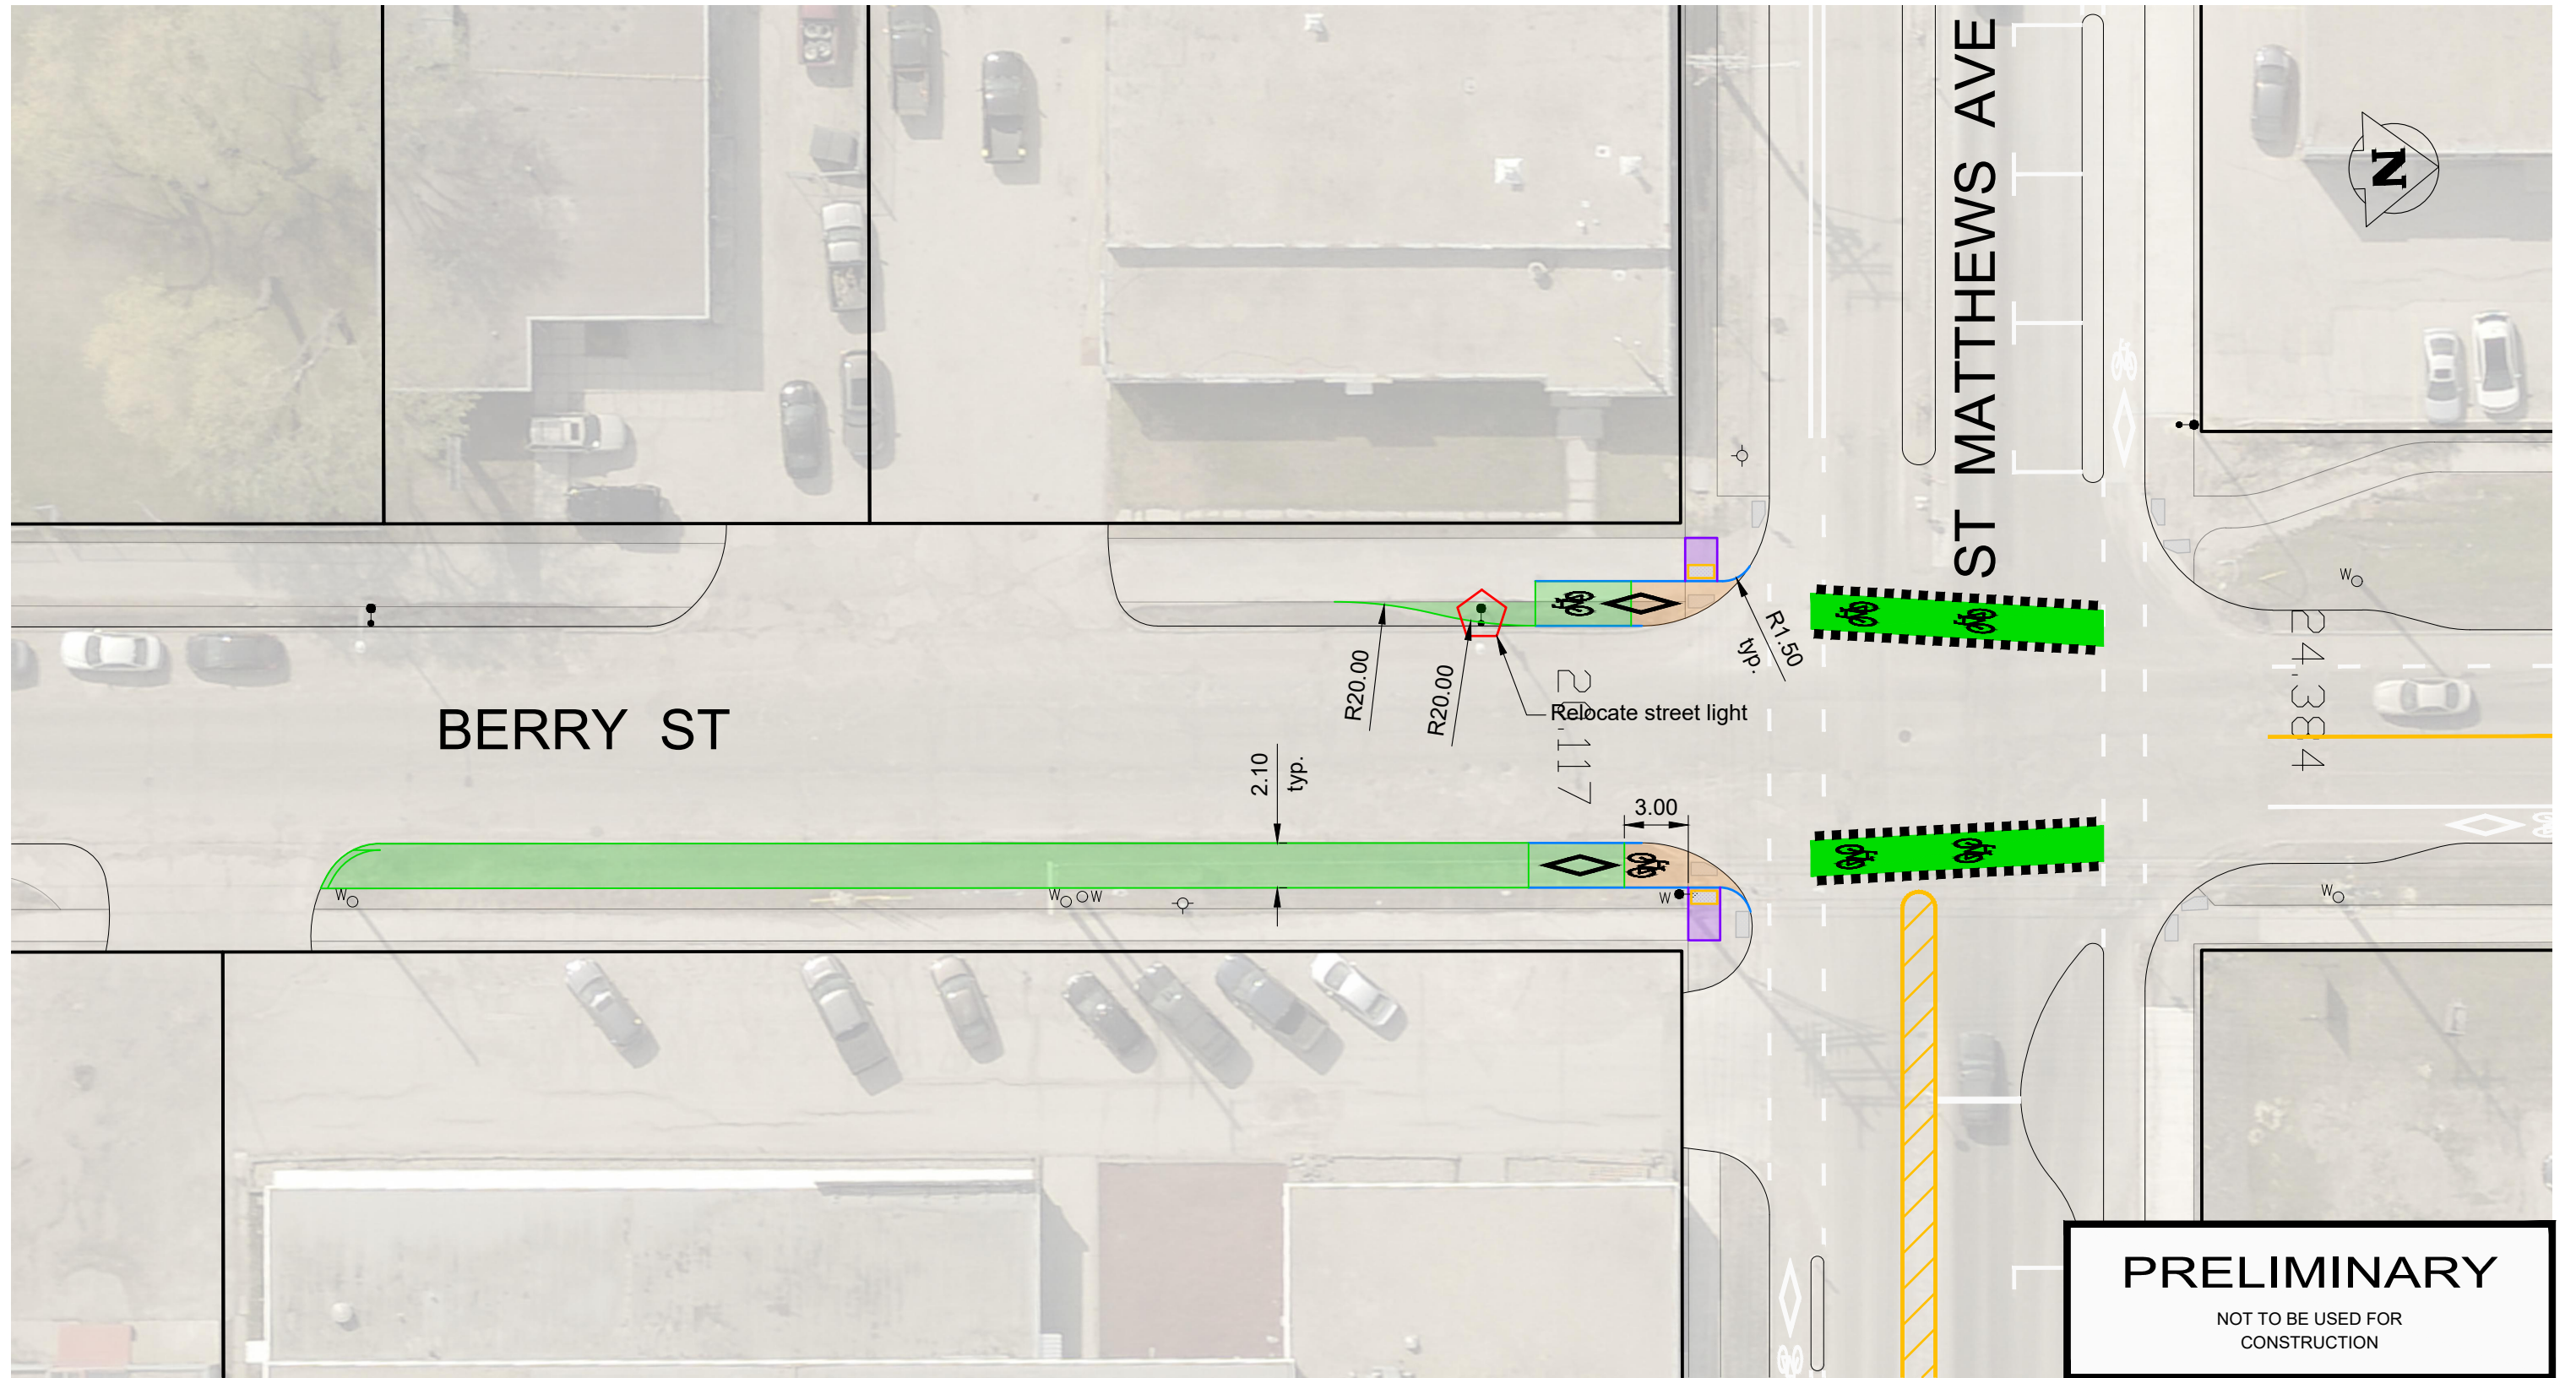 ST MATTHEWS AVE
N
W
24.384
R1.50
typ.
R20.00
R20.00
20.117
Relocate street light
BERRY ST
2.10
typ.
3.00
W
W
W
W
W
PRELIMINARY
NOT TO BE USED FOR
CONSTRUCTION